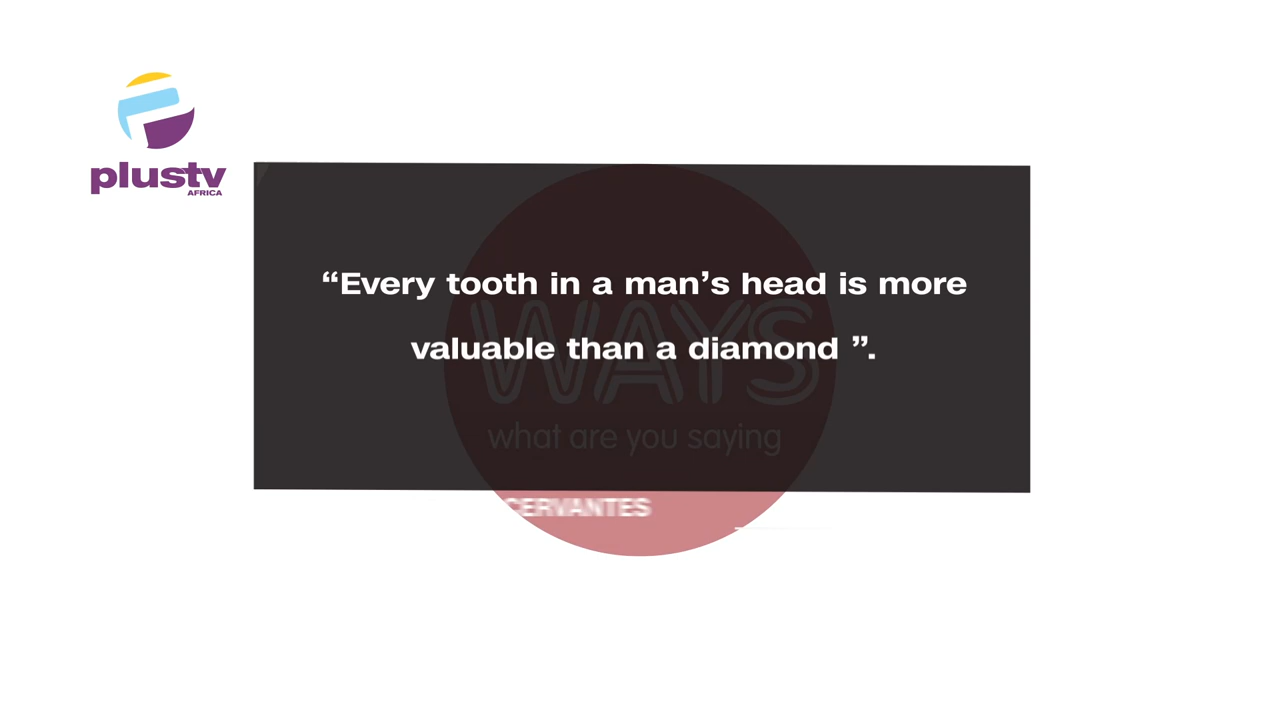 plustv
AFRICA
“Every tooth in a man’s head is more
valuable than a diamond ”.
WAYS
what are you saying
CERVANTES